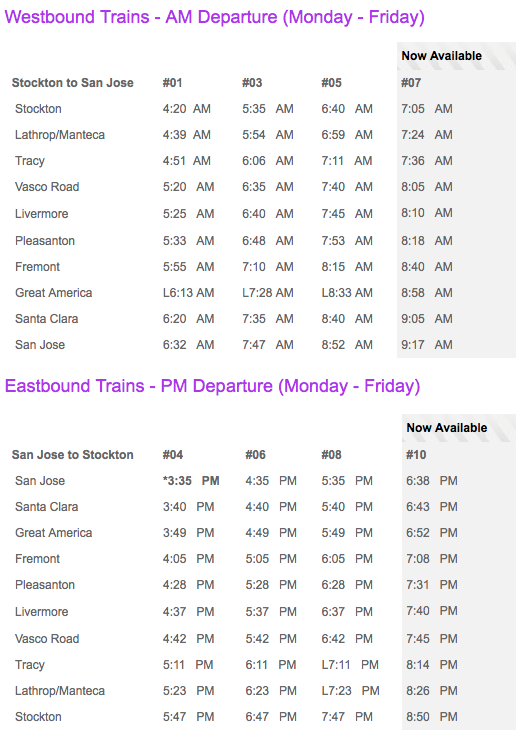 Westbound Trains - AM Departure (Monday - Friday)
Now Available
Stockton to San Jose #01 #03 #05 #07
Stockton 4:20 AM 5:35 AM 6:40 AM 7:05 AM
Lathrop/Manteca 4:39 AM 5:54 AM 6:59 AM 7:24 AM
Tracy 4:51 AM 6:06 AM 7:11 AM 7:36 AM
Vasco Road 5:20 AM 6:35 AM 7:40 AM 8:05 AM
Livermore 5:25 AM 6:40 AM 7:45 AM 8:10 AM
Pleasanton 5:33 AM 6:48 AM 7:53 AM 8:18 AM
Fremont 5:55 AM 7:10 AM 8:15 AM 8:40 AM
Great America L6:13 AM L7:28 AM L8:33 AM 8:58 AM
Santa Clara 6:20 AM 7:35 AM 8:40 AM 9:05 AM
San Jose 6:32 AM 7:47 AM 8:52 AM 9:17 AM
Eastbound Trains - PM Departure (Monday - Friday)
Now Available
San Jose to Stockton #04 #06 #08 #10
San Jose *3:35 PM 4:35 PM 5:35 PM 6:38 PM
Santa Clara 3:40 PM 4:40 PM 5:40 PM 6:43 PM
Great America 3:49 PM 4:49 PM 5:49 PM 6:52 PM
Fremont 4:05 PM 5:05 PM 6:05 PM 7:08 PM
Pleasanton 4:28 PM 5:28 PM 6:28 PM 7:31 PM
Livermore 4:37 PM 5:37 PM 6:37 PM 7:40 PM
Vasco Road 4:42 PM 5:42 PM 6:42 PM 7:45 PM
Tracy 5:11 PM 6:11 PM L7:11 PM 8:14 PM
Lathrop/Manteca 5:23 PM 6:23 PM L7:23 PM 8:26 PM
Stockton 5:47 PM 6:47 PM 7:47 PM 8:50 PM